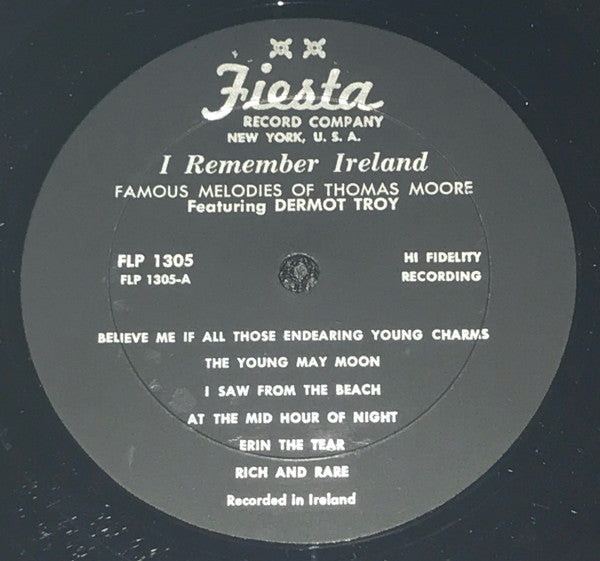 Fiesta
RECORD COMPANY
NEW YORK, U. S. A.
I Remember Ireland
FAMOUS MELODIES OF THOMAS MOORE
Featuring DERMOT TROY
FLP 1305
FLP 1305-A
HI FIDELITY
RECORDING
BELIEVE ME IF ALL THOSE ENDEARING YOUNG CHARMS
THE YOUNG MAY MOON
I SAW FROM THE BEACH
AT THE MID HOUR OF NIGHT
ERIN THE TEAR
RICH AND RARE
Recorded in Ireland